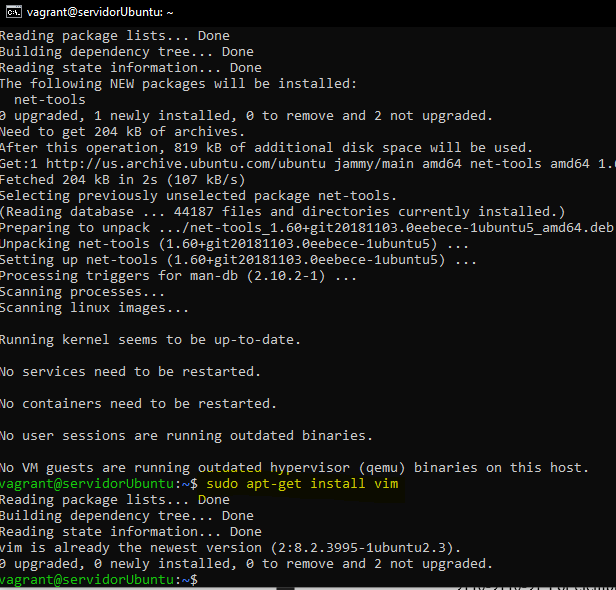 vagrant@servidorUbuntu: ~
Reading package lists... Done
Building dependency tree... Done
Reading state information... Done
The following NEW packages will be installed:
  net-tools
0 upgraded, 1 newly installed, 0 to remove and 2 not upgraded.
Need to get 204 kB of archives.
After this operation, 819 kB of additional disk space will be used.
Get:1 http://us.archive.ubuntu.com/ubuntu jammy/main amd64 net-tools amd64 1.6
Fetched 204 kB in 2s (107 kB/s)
Selecting previously unselected package net-tools.
(Reading database ... 44187 files and directories currently installed.)
Preparing to unpack .../net-tools_1.60+git20181103.0eebece-1ubuntu5_amd64.deb
Unpacking net-tools (1.60+git20181103.0eebece-1ubuntu5) ...
Setting up net-tools (1.60+git20181103.0eebece-1ubuntu5) ...
Processing triggers for man-db (2.10.2-1) ...
Scanning processes...
Scanning linux images...
Running kernel seems to be up-to-date.
No services need to be restarted.
No containers need to be restarted.
No user sessions are running outdated binaries.
No VM guests are running outdated hypervisor (qemu) binaries on this host.
vagrant@servidorUbuntu:~$ sudo apt-get install vim
Reading package lists... Done
Building dependency tree... Done
Reading state information... Done
vim is already the newest version (2:8.2.3995-1ubuntu2.3).
0 upgraded, 0 newly installed, 0 to remove and 2 not upgraded.
vagrant@servidorUbuntu:~$